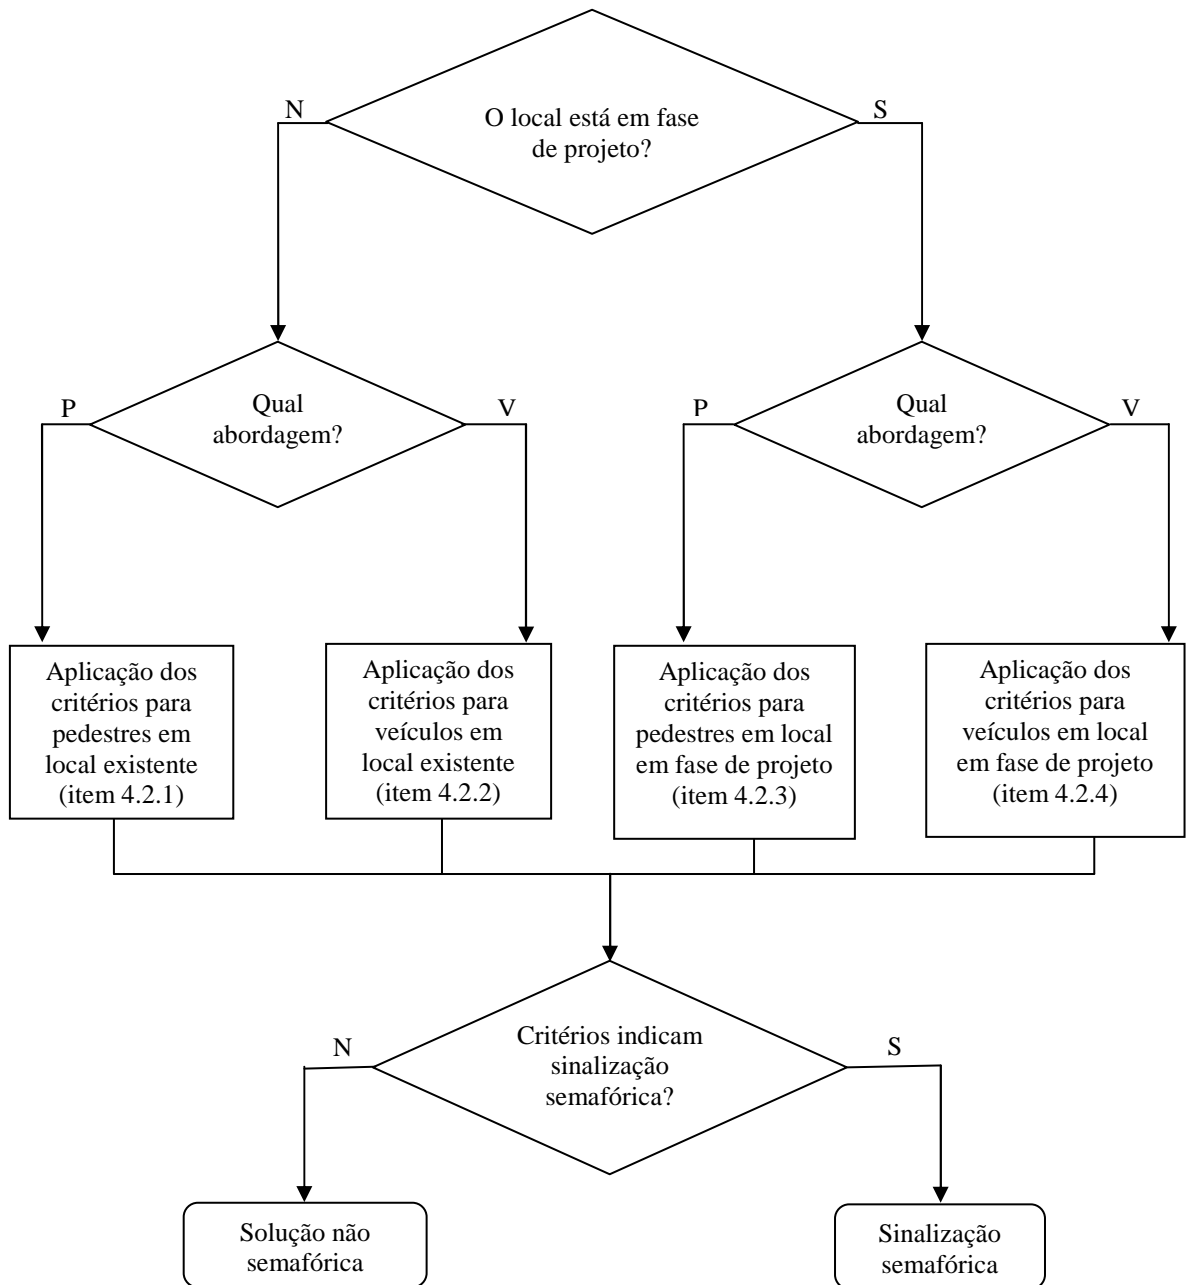 O local está em fase
de projeto?
N
S
Qual
abordagem?
P
V
Qual
abordagem?
P
V
Aplicação dos
critérios para
pedestres em
local existente
(item 4.2.1)
Aplicação dos
critérios para
veículos em
local existente
(item 4.2.2)
Aplicação dos
critérios para
pedestres em local
em fase de projeto
(item 4.2.3)
Aplicação dos
critérios para
veículos em local
em fase de projeto
(item 4.2.4)
Critérios indicam
sinalização
semafórica?
N
S
Solução não
semafórica
Sinalização
semafórica